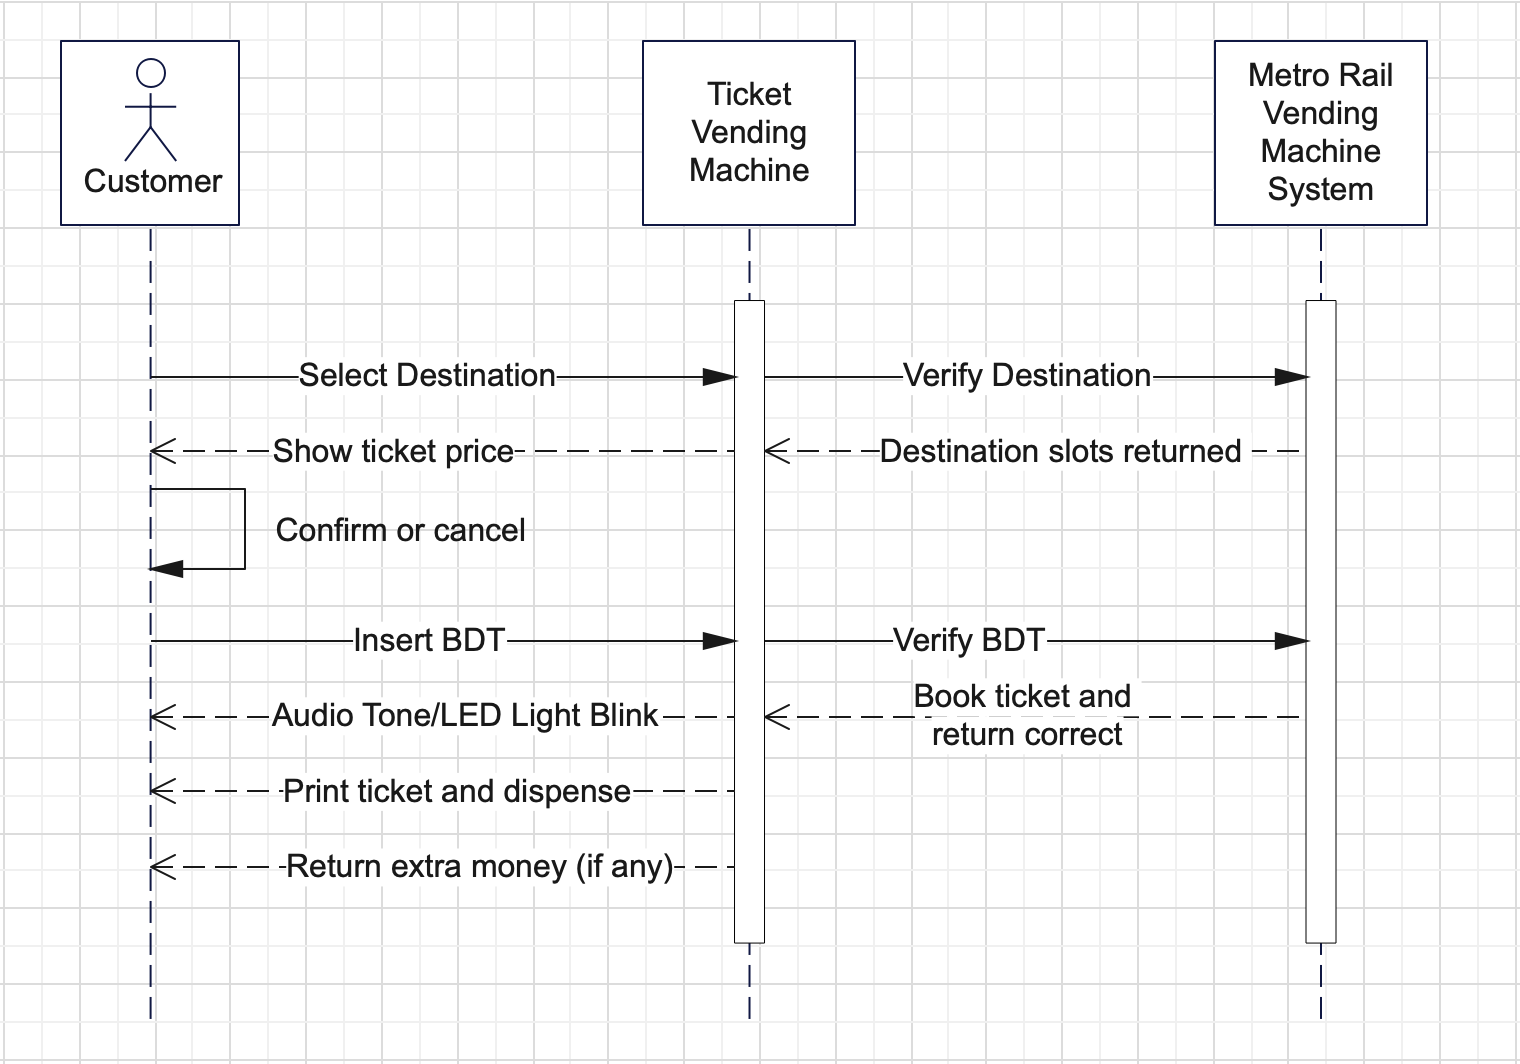 Customer
Ticket
Vending
Machine
Metro Rail
Vending
Machine
System
Select Destination
Verify Destination
Show ticket price
Destination slots returned
Confirm or cancel
Insert BDT
Verify BDT
Audio Tone/LED Light Blink
Book ticket and
return correct
Print ticket and dispense
Return extra money (if any)